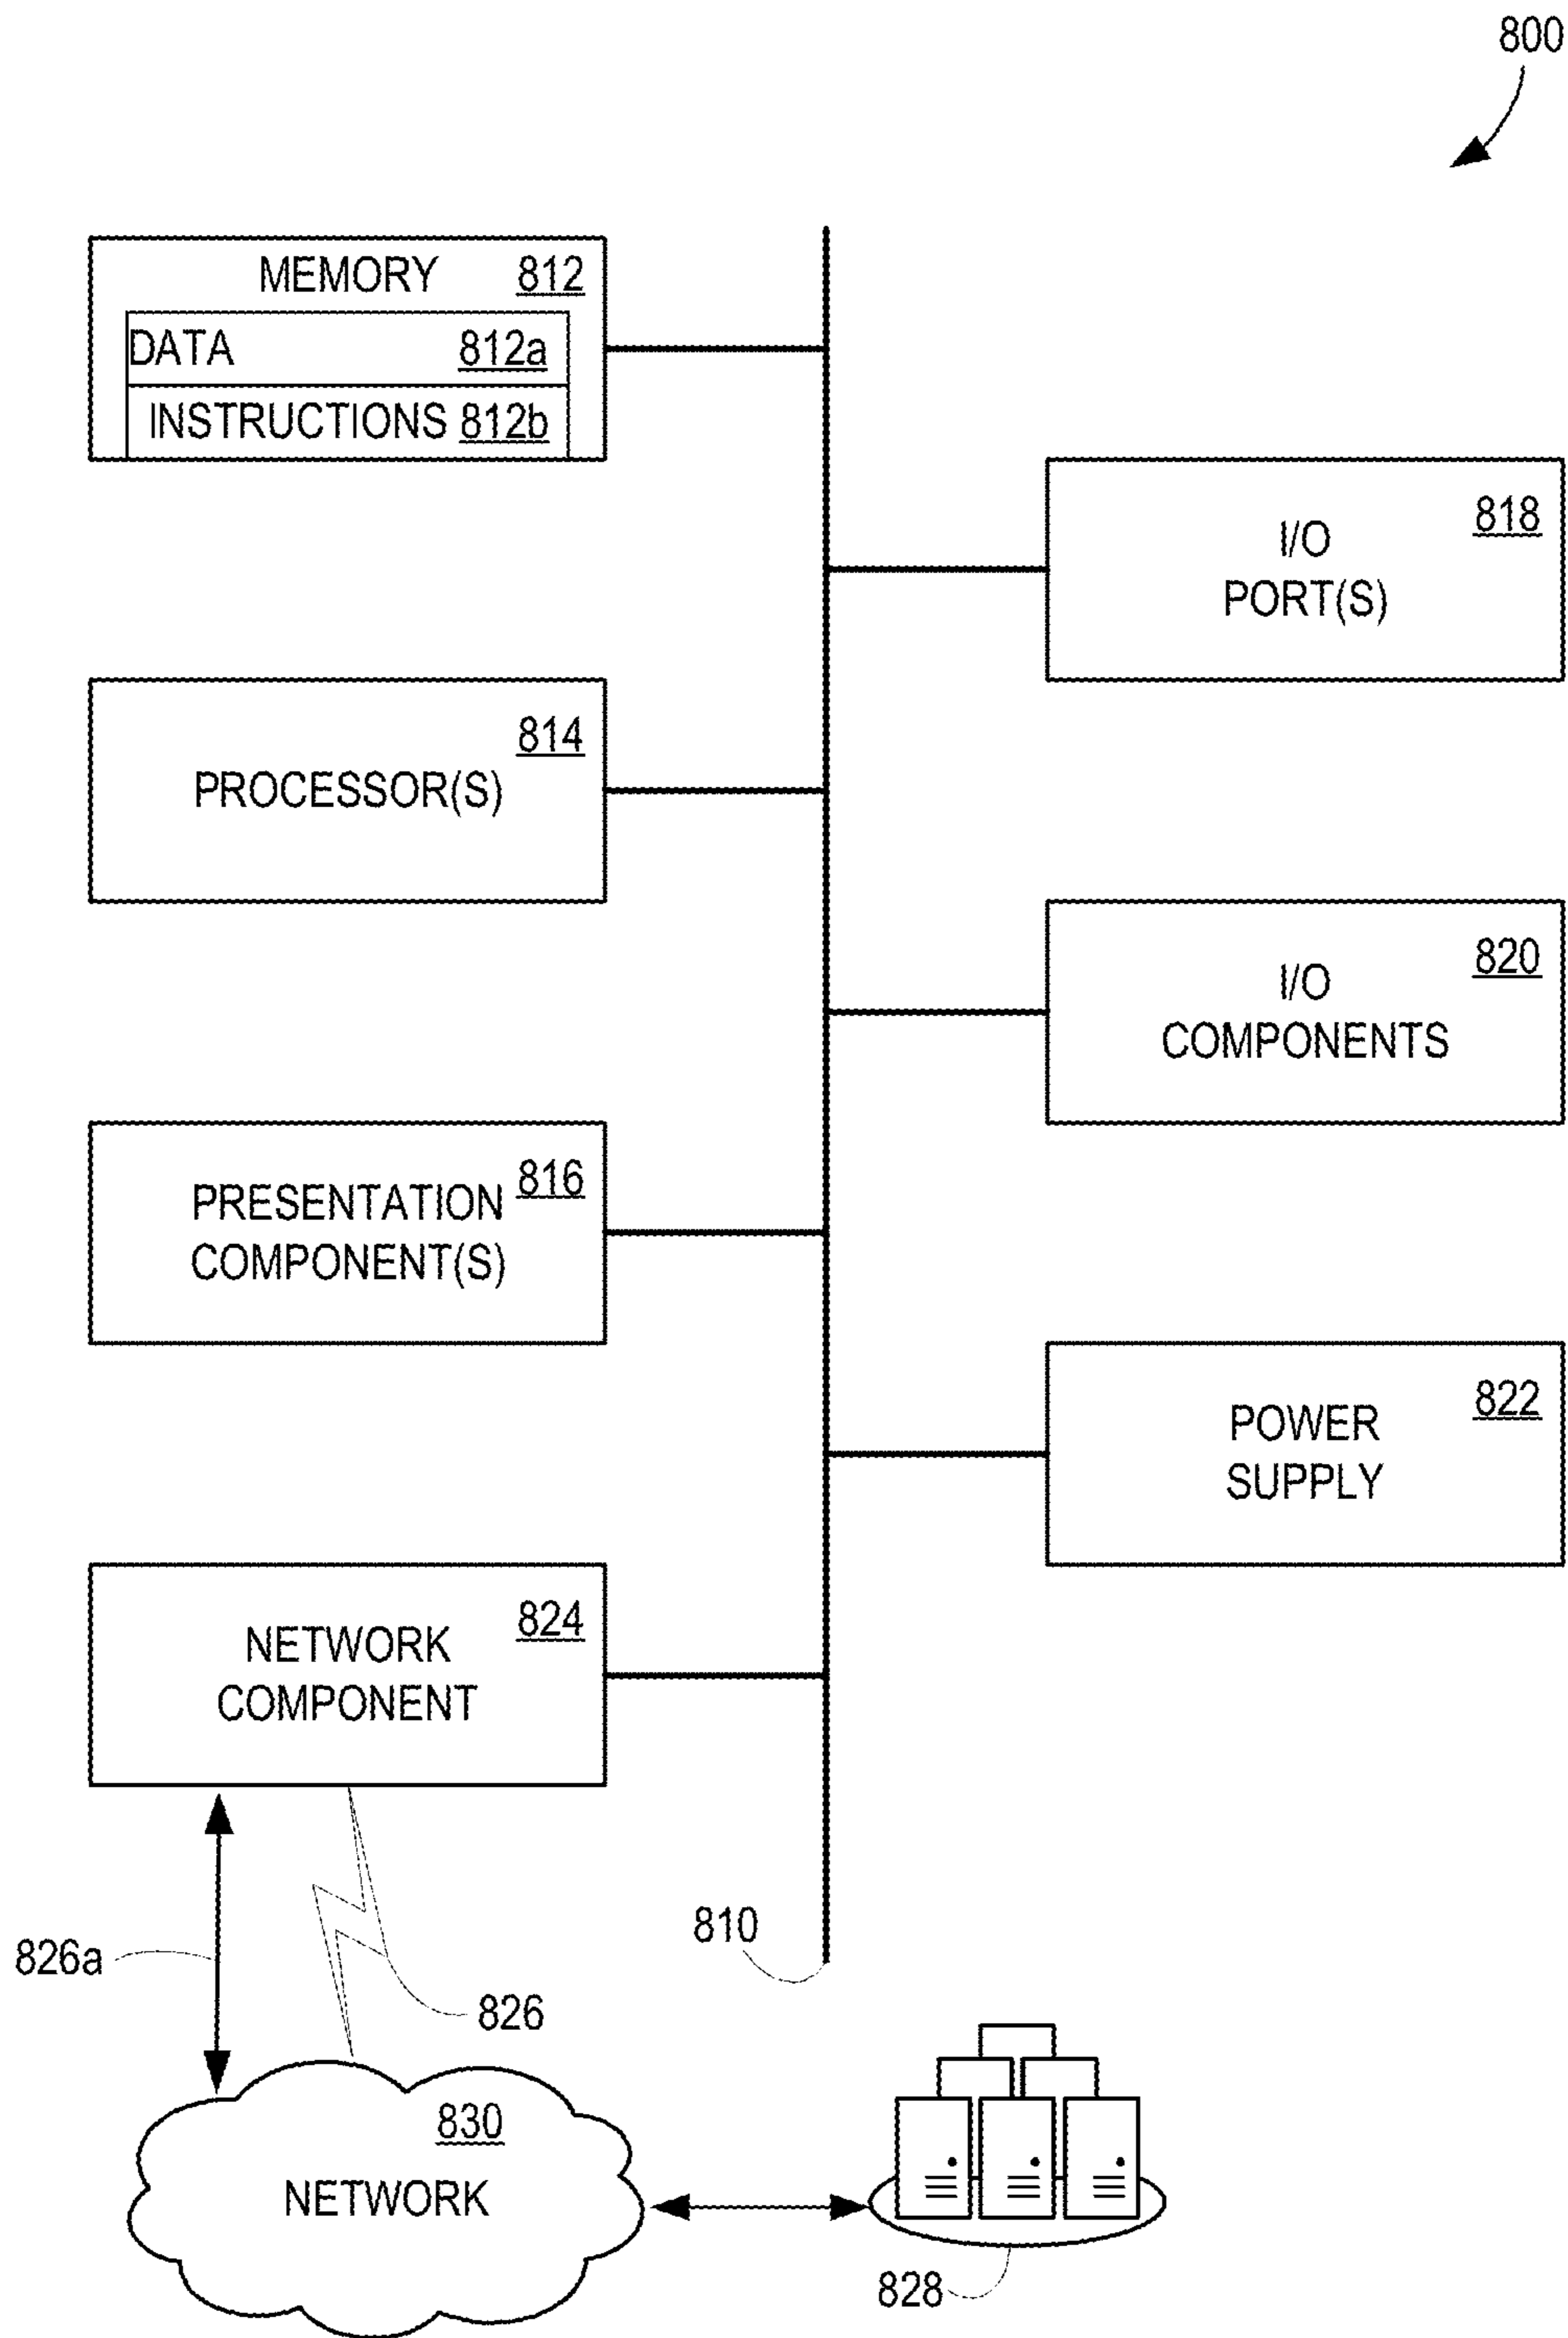 800
MEMORY 812
DATA 812a
INSTRUCTIONS 812b
818
I/O
PORT(S)
814
PROCESSOR(S)
820
I/O
COMPONENTS
816
PRESENTATION
COMPONENT(S)
822
POWER
SUPPLY
824
NETWORK
COMPONENT
810
826a
826
830
NETWORK
828